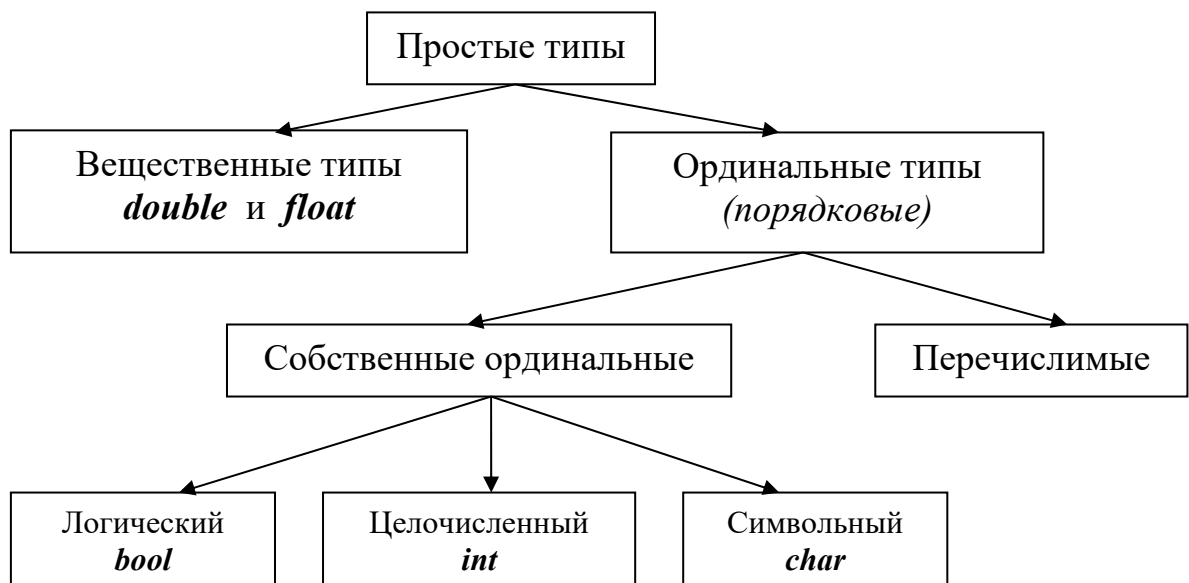 Простые типы
Вещественные типы
double и float
Ординальные типы
(порядковые)
Собственные ординальные
Перечислимые
Логический
bool
Целочисленный
int
Символьный
char